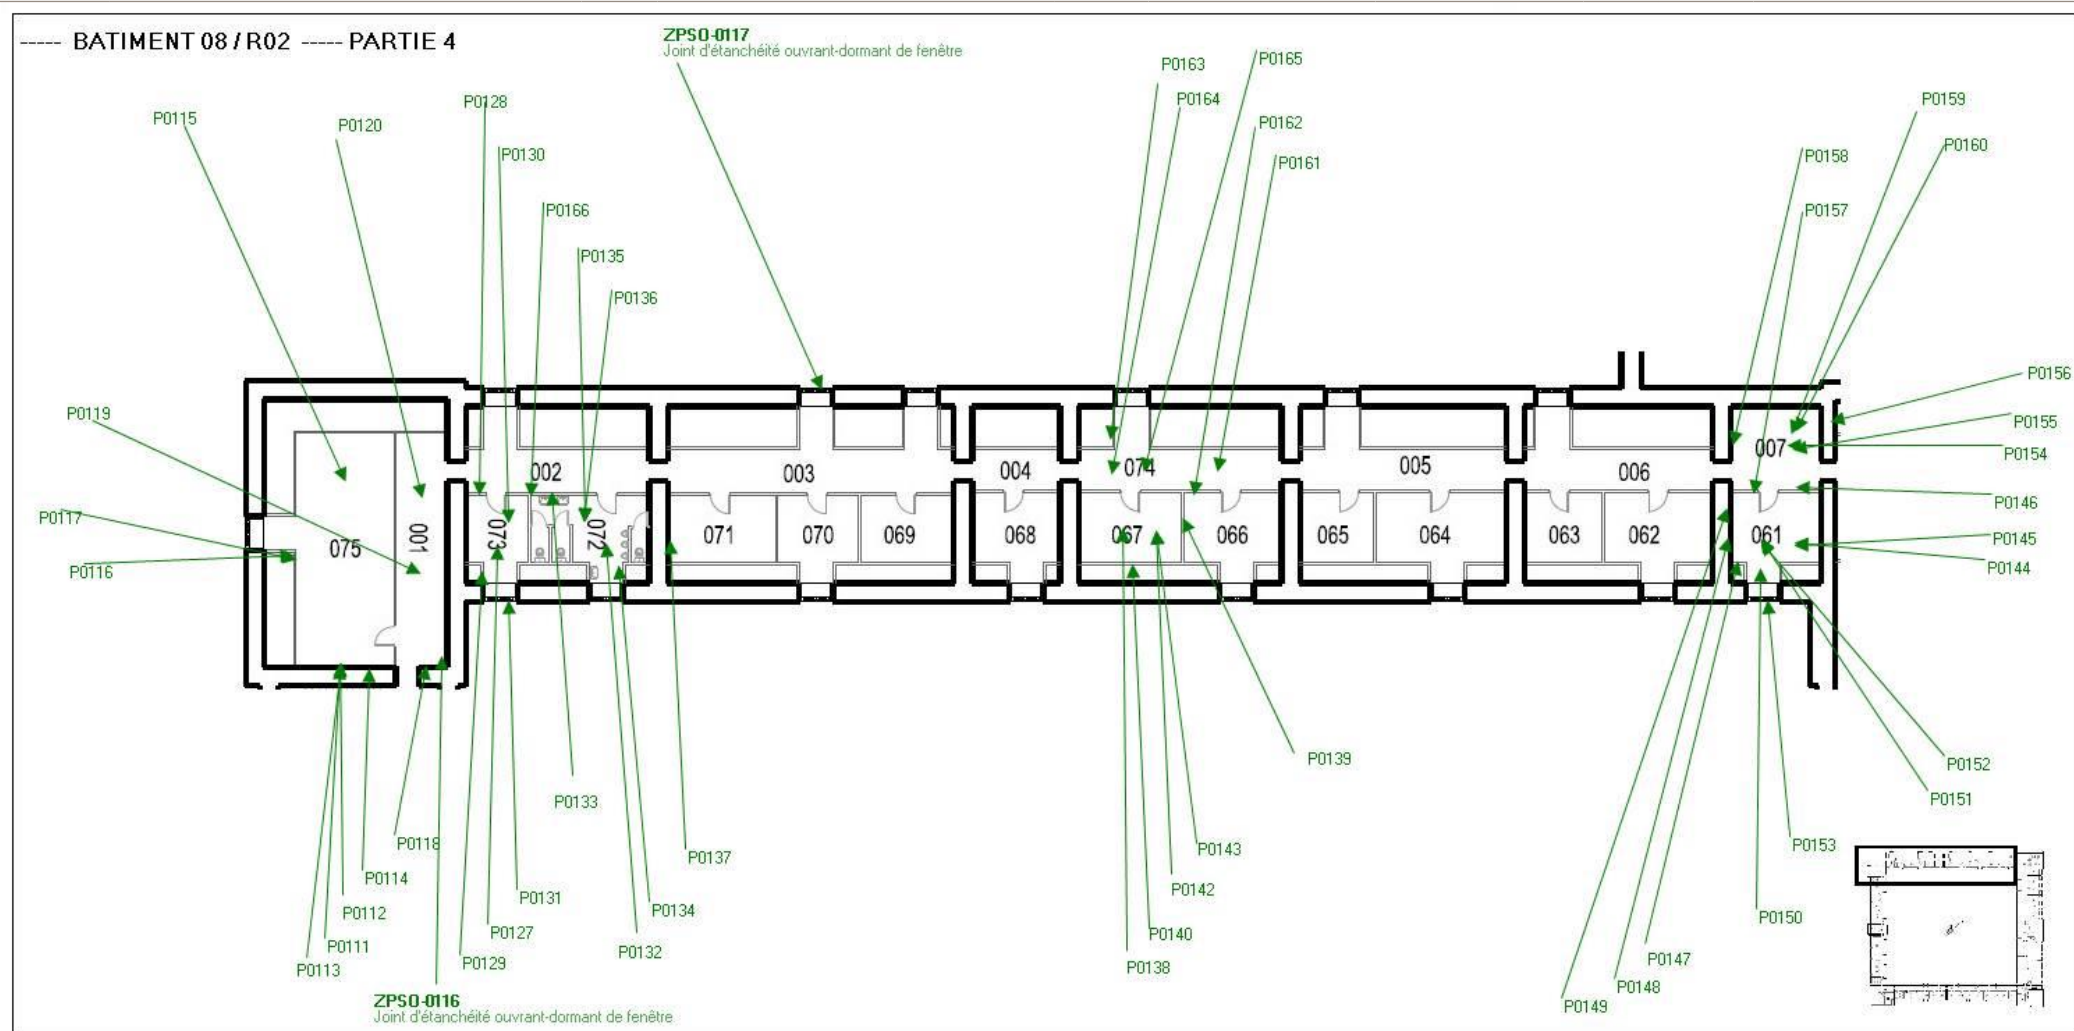 ----- BATIMENT 08 / R02 ----- PARTIE 4
ZPSO-0117
Joint d'étanchéité ouvrant-dormant de fenêtre
P0163
P0165
P0164
P0162
P0161
P0159
P0160
P0158
P0157
P0115
P0120
P0128
P0130
P0166
P0135
P0136
P0156
P0155
P0154
P0146
P0145
P0144
P0119
P0117
P0116
002
003
004
074
005
006
007
075
001
073
072
071
070
069
068
067
066
065
064
063
062
061
P0139
P0152
P0151
P0153
P0150
P0133
P0118
P0114
P0112
P0111
P0113
P0137
P0143
P0142
P0140
P0138
P0131
P0134
P0127
P0132
P0129
P0147
P0148
P0149
ZPSO-0116
Joint d'étanchéité ouvrant-dormant de fenêtre